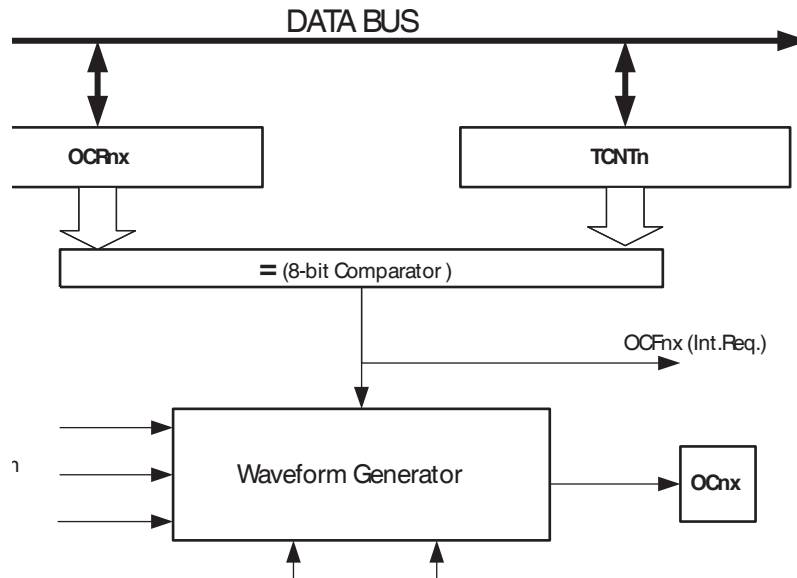 DATA BUS
OCRnx
TCNTn
= (8-bit Comparator )
OCFnx (Int.Req.)
Waveform Generator
OCnx